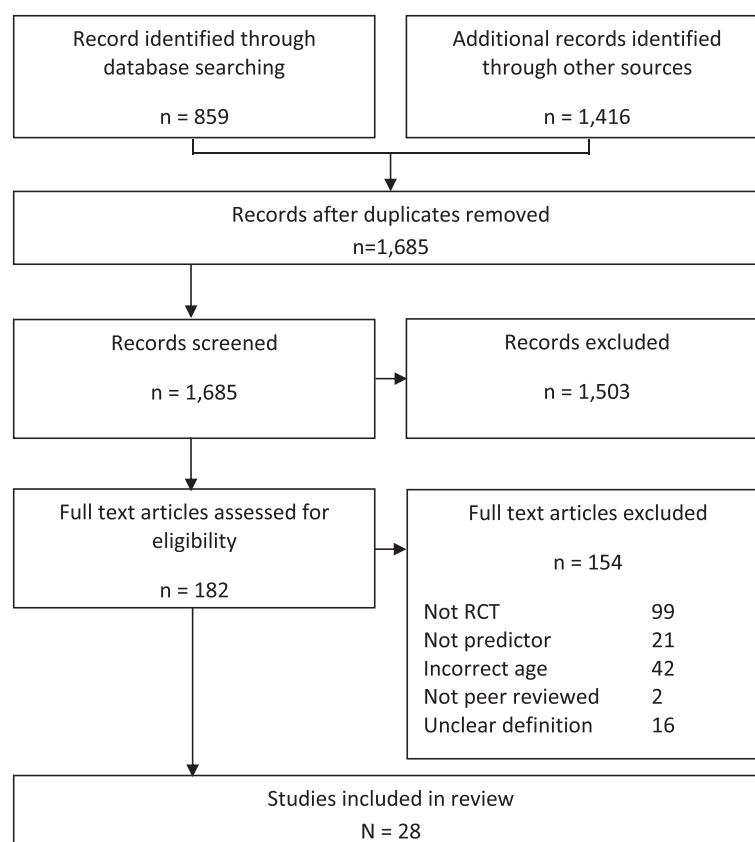 Record identified through
database searching
n = 859
Additional records identified
through other sources
n = 1,416
Records after duplicates removed
n=1,685
Records screened
n = 1,685
Records excluded
n = 1,503
Full text articles assessed for
eligibility
n = 182
Full text articles excluded
n = 154
Not RCT 99
Not predictor 21
Incorrect age 42
Not peer reviewed 2
Unclear definition 16
Studies included in review
N = 28